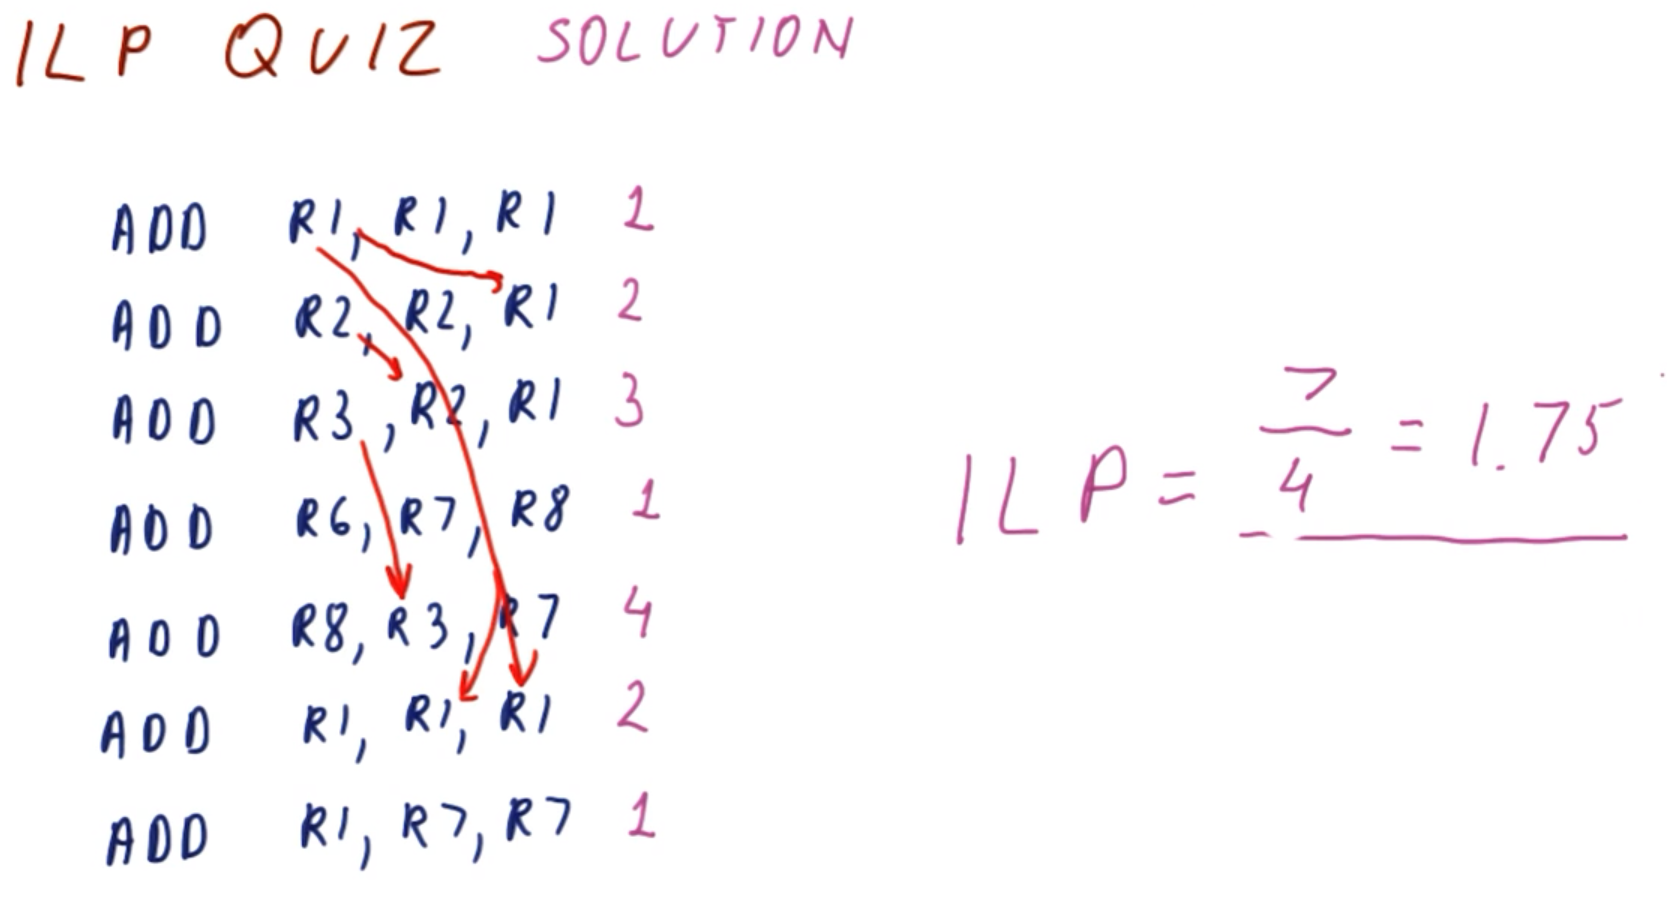 ILP QUIZ SOLUTION
ADD R1, R1, R1 1
ADD R2, R2, R1 2
ADD R3, R2, R1 3
ADD R6, R7, R8 1
ADD R8, R3, R7 4
ADD R1, R1, R1 2
ADD R1, R7, R7 1
ILP = 7/4 = 1.75